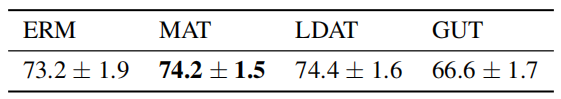 ERM MAT LDAT GUT
73.2 ± 1.9 74.2 ± 1.5 74.4 ± 1.6 66.6 ± 1.7